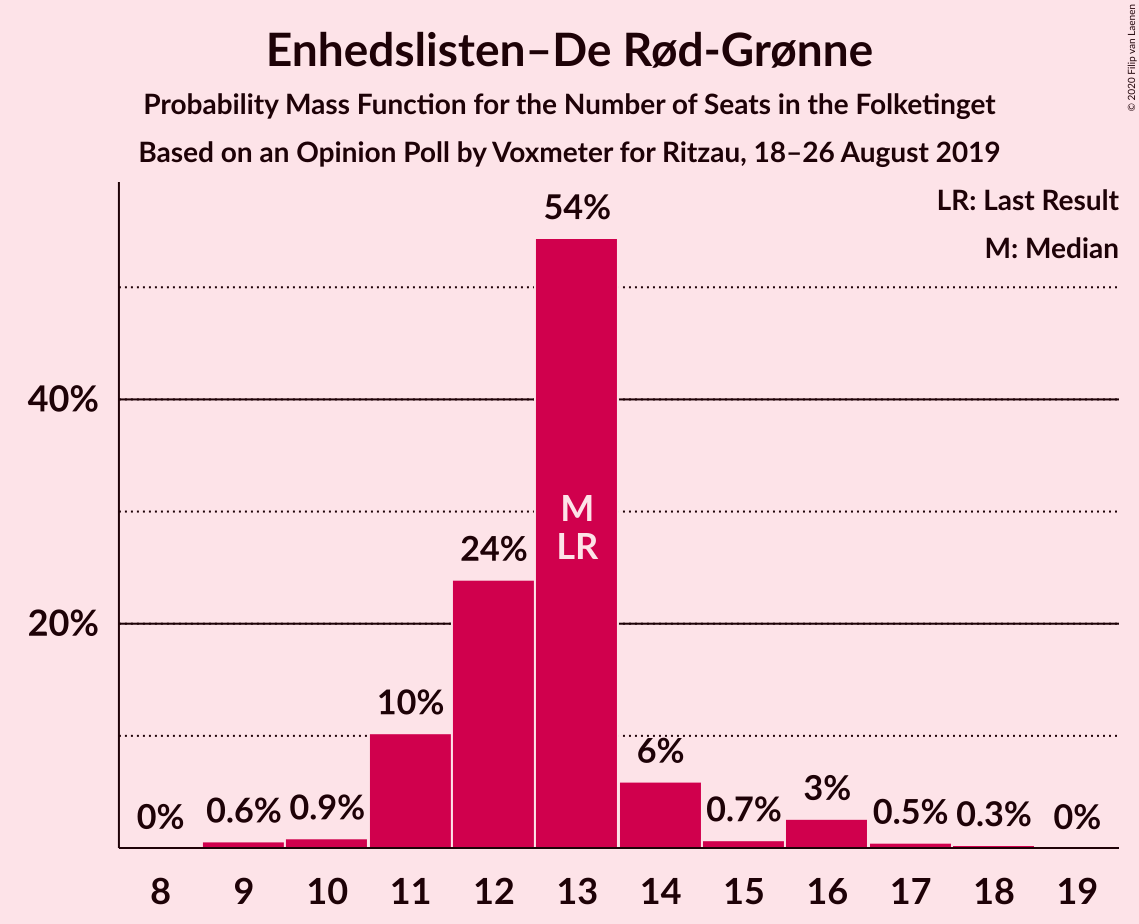 Enhedslisten–De Rød-Grønne
Probability Mass Function for the Number of Seats in the Folketinget
Based on an Opinion Poll by Voxmeter for Ritzau, 18–26 August 2019
© 2020 Filip van Laenen
LR: Last Result
M: Median
54%
40%
M
LR
24%
20%
10%
6%
3%
0%
0.6%
0.9%
0.7%
0.5%
0.3%
0%
8 9 10 11 12 13 14 15 16 17 18 19